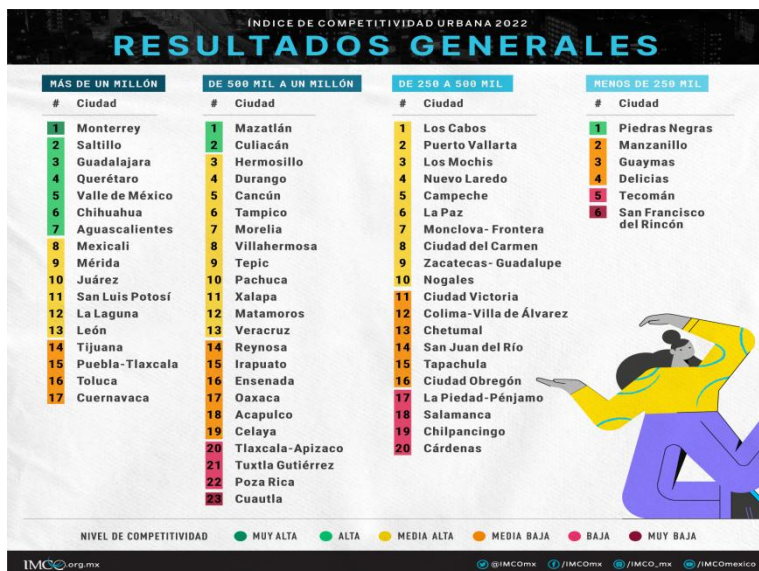 ÍNDICE DE COMPETITIVIDAD URBANA 2022
RESULTADOS GENERALES
MÁS DE UN MILLÓN
# Ciudad
1 Monterrey
2 Saltillo
3 Guadalajara
4 Querétaro
5 Valle de México
6 Chihuahua
7 Aguascalientes
8 Mexicali
9 Mérida
10 Juárez
11 San Luis Potosí
12 La Laguna
13 León
14 Tijuana
15 Puebla-Tlaxcala
16 Toluca
17 Cuernavaca
DE 500 MIL A UN MILLÓN
# Ciudad
1 Mazatlán
2 Culiacán
3 Hermosillo
4 Durango
5 Cancún
6 Tampico
7 Morelia
8 Villahermosa
9 Tepic
10 Pachuca
11 Xalapa
12 Matamoros
13 Veracruz
14 Reynosa
15 Irapuato
16 Ensenada
17 Oaxaca
18 Acapulco
19 Celaya
20 Tlaxcala-Apizaco
21 Tuxtla Gutiérrez
22 Poza Rica
23 Cuautla
DE 250 A 500 MIL
# Ciudad
1 Los Cabos
2 Puerto Vallarta
3 Los Mochis
4 Nuevo Laredo
5 Campeche
6 La Paz
7 Monclova- Frontera
8 Ciudad del Carmen
9 Zacatecas- Guadalupe
10 Nogales
11 Ciudad Victoria
12 Colima-Villa de Álvarez
13 Chetumal
14 San Juan del Río
15 Tapachula
16 Ciudad Obregón
17 La Piedad-Pénjamo
18 Salamanca
19 Chilpancingo
20 Cárdenas
MENOS DE 250 MIL
# Ciudad
1 Piedras Negras
2 Manzanillo
3 Guaymas
4 Delicias
5 Tecomán
6 San Francisco
del Rincón
NIVEL DE COMPETITIVIDAD MUY ALTA ALTA MEDIA ALTA MEDIA BAJA BAJA MUY BAJA
IMCO.org.mx @IMCOmx /IMCOmx /IMCO_mx /IMCOmexico